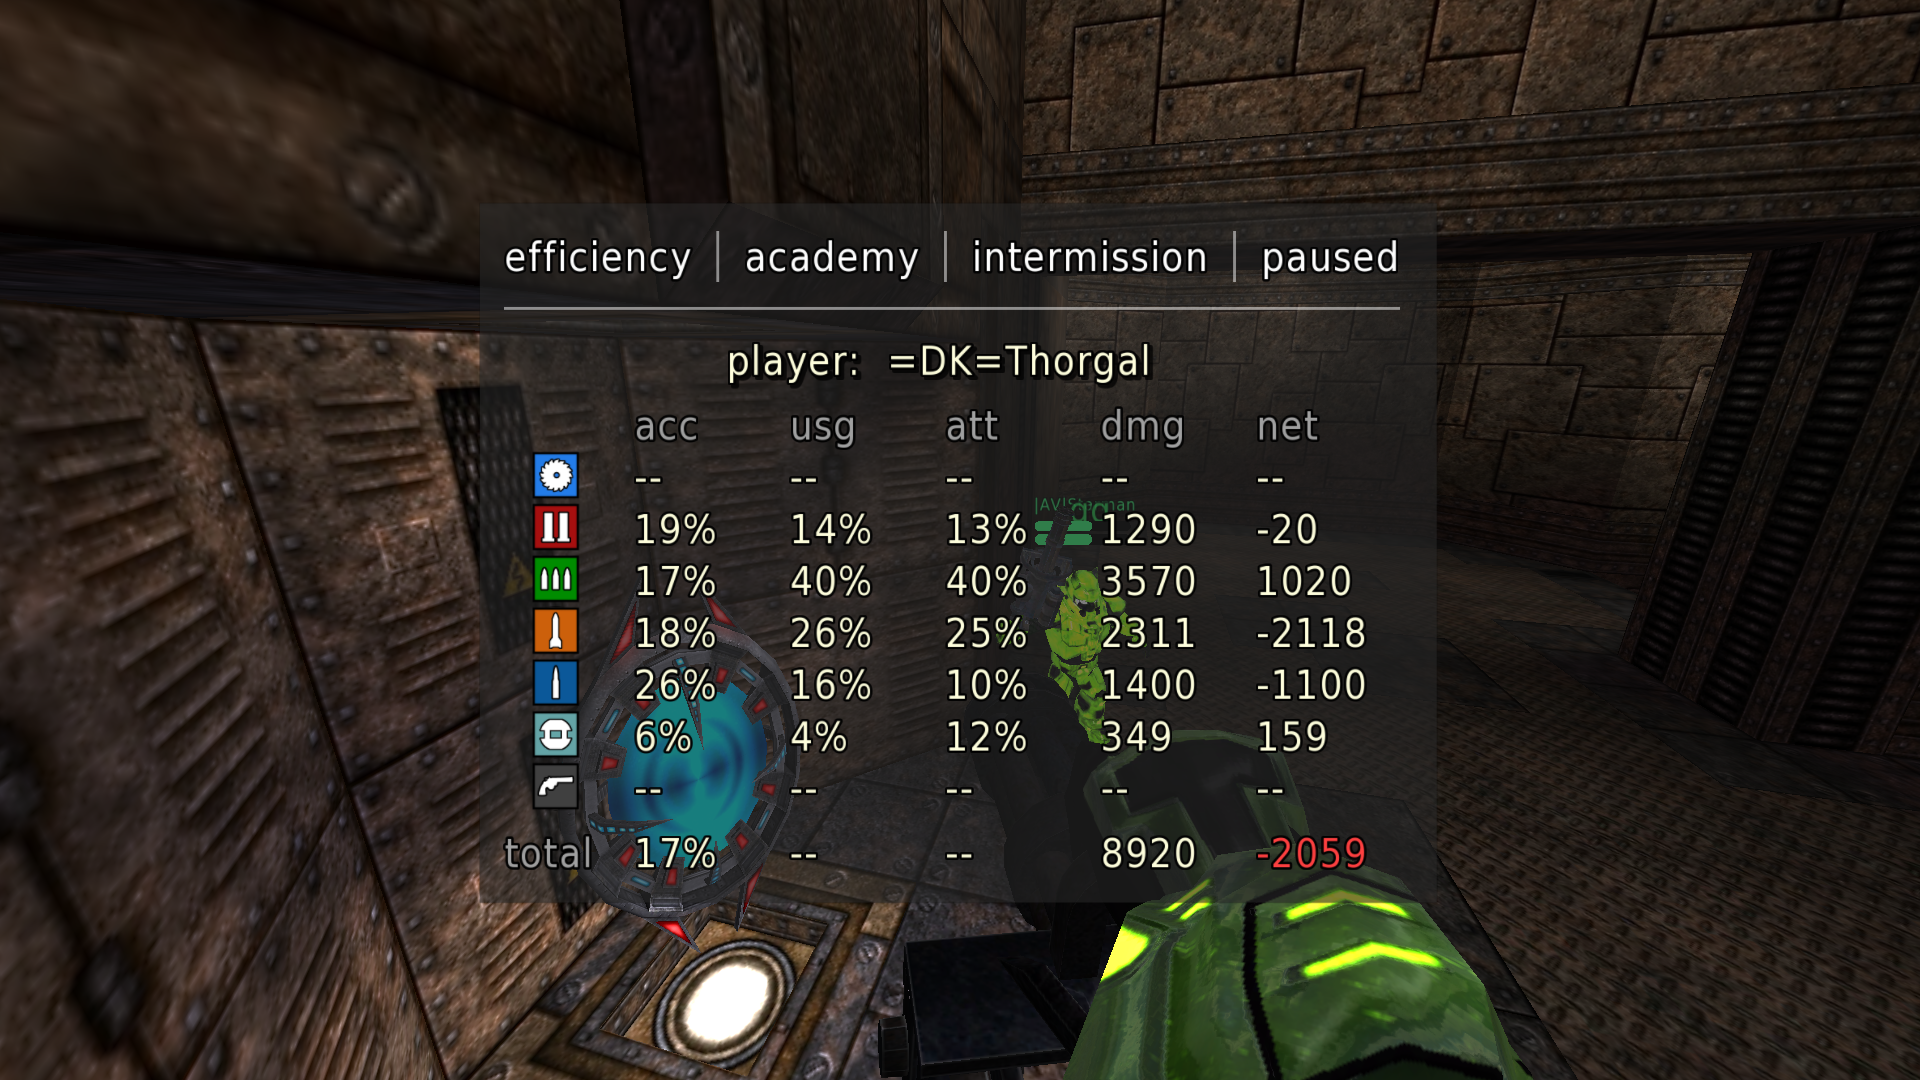 efficiency academy intermission paused
player: =DK=Thorgal
acc usg att dmg net
-- -- -- -- --
19% 14% 13% 1290 -20
17% 40% 40% 3570 1020
18% 26% 25% 2311 -2118
26% 16% 10% 1400 -1100
6% 4% 12% 349 159
-- -- -- -- --
total 17% -- -- 8920 -2059